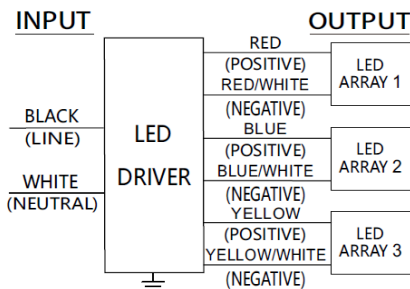 INPUT
OUTPUT
BLACK
(LINE)
WHITE
(NEUTRAL)
LED
DRIVER
RED
(POSITIVE)
RED/WHITE
(NEGATIVE)
BLUE
(POSITIVE)
BLUE/WHITE
(NEGATIVE)
YELLOW
(POSITIVE)
YELLOW/WHITE
(NEGATIVE)
LED
ARRAY 1
LED
ARRAY 2
LED
ARRAY 3